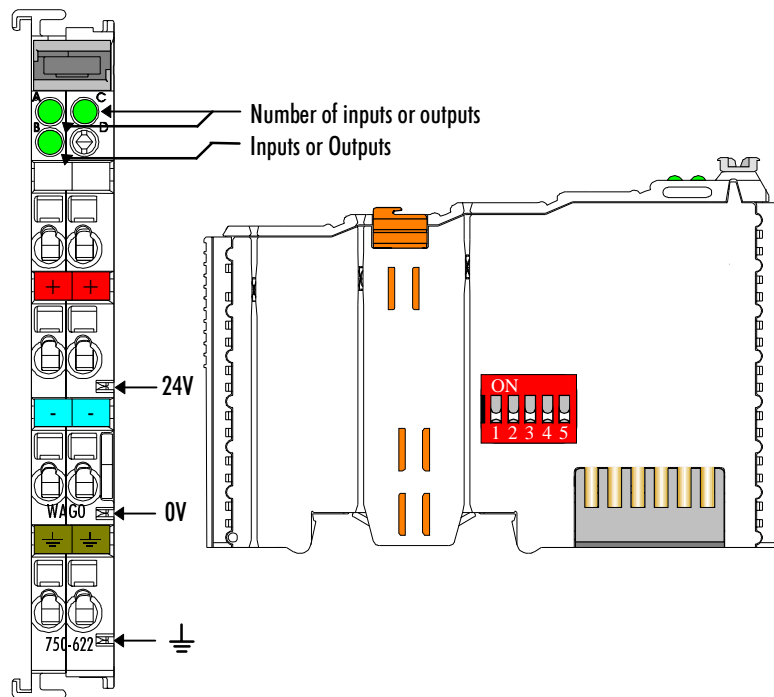 A C
Number of inputs or outputs
B D
Inputs or Outputs
+ +
24V
- -
WAGO
0V
750-622
ON
1 2 3 4 5